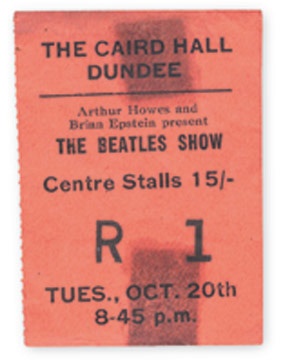 THE CAIRD HALL
DUNDEE
Arthur Howes and
Brian Epstein present
THE BEATLES SHOW
Centre Stalls 15/-
R 1
TUES., OCT. 20th
8-45 p.m.